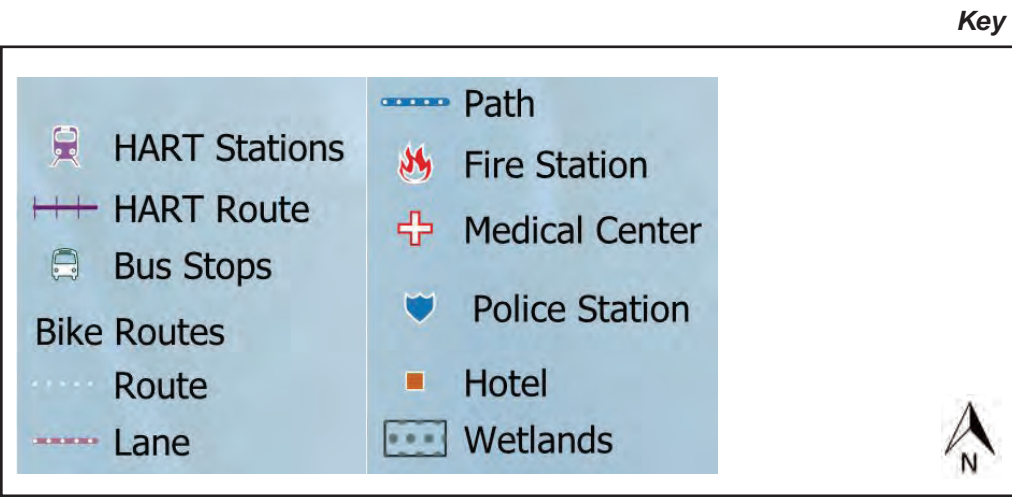 Key
HART Stations
HART Route
Bus Stops
Bike Routes
Route
Lane
Path
Fire Station
Medical Center
Police Station
Hotel
Wetlands
N